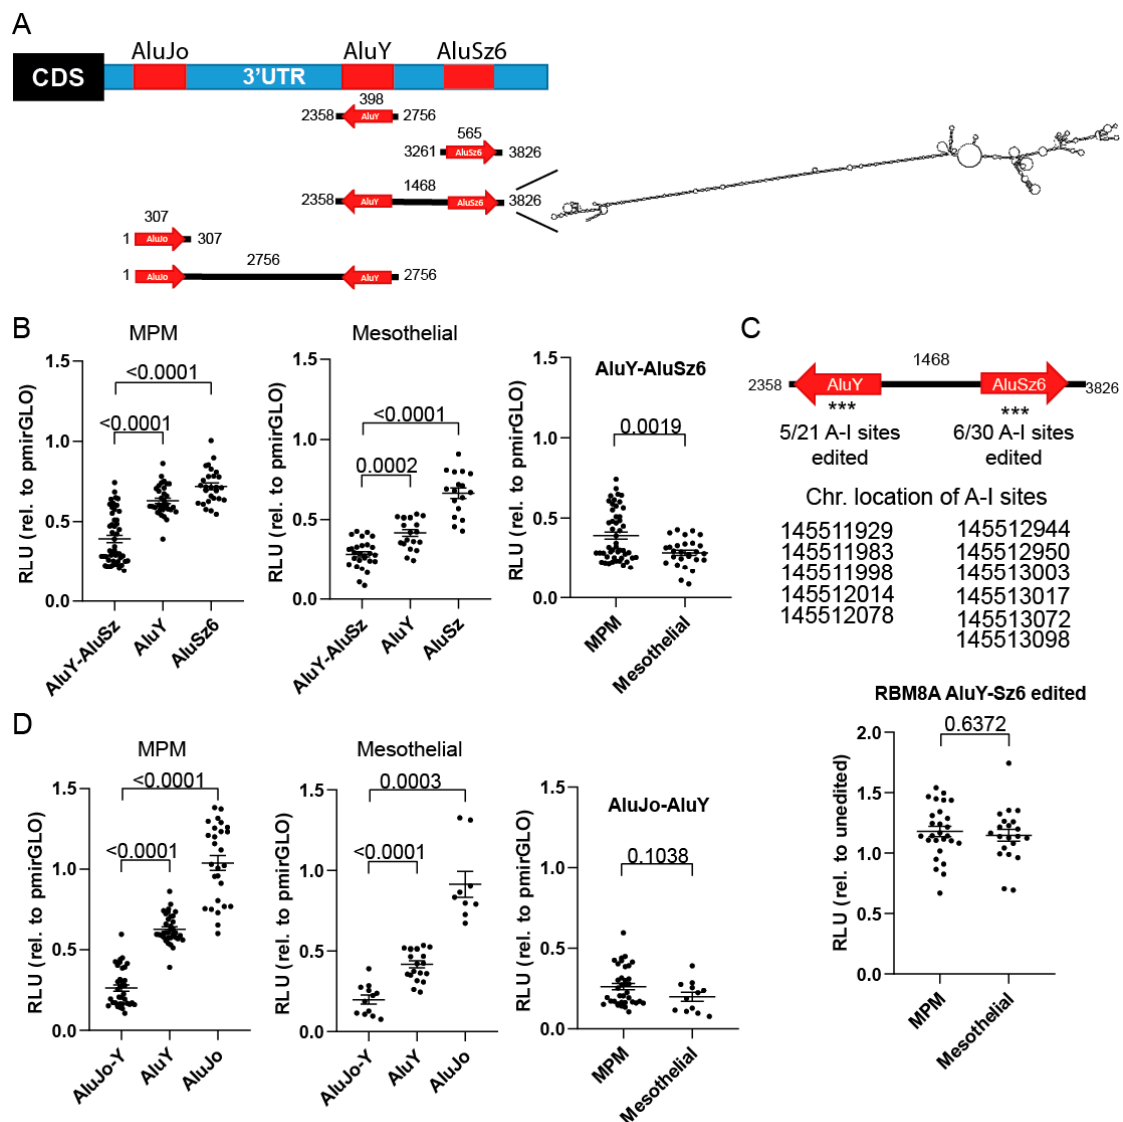 A
AluJo AluY AluSz6
CDS 3'UTR
398
2358 AluY 2756
565
3261 AluSz6 3826
1468
2358 AluY AluSz6 3826
307
1 AluJo 307
2756
1 AluJo AluY 2756
B
MPM
RLU (rel. to pmirGLO)
1.5
1.0
0.5
0.0
<0.0001
<0.0001
AluY-AluSz
AluY
AluSz6
Mesothelial
RLU (rel. to pmirGLO)
1.5
1.0
0.5
0.0
<0.0001
0.0002
AluY-AluSz
AluY
AluSz
AluY-AluSz6
RLU (rel. to pmirGLO)
1.5
1.0
0.5
0.0
0.0019
MPM
Mesothelial
C
1468
2358 AluY AluSz6 3826
*** ***
5/21 A-I sites 6/30 A-I sites
edited edited
Chr. location of A-I sites
145511929 145512944
145511983 145512950
145511998 145513003
145512014 145513017
145512078 145513072
145513098
RBM8A AluY-Sz6 edited
RLU (rel. to unedited)
2.0
1.5
1.0
0.5
0.0
0.6372
MPM
Mesothelial
D
MPM
RLU (rel. to pmirGLO)
1.5
1.0
0.5
0.0
<0.0001
<0.0001
AluJo-Y
AluY
AluJo
Mesothelial
RLU (rel. to pmirGLO)
1.5
1.0
0.5
0.0
0.0003
<0.0001
AluJo-Y
AluY
AluJo
AluJo-AluY
RLU (rel. to pmirGLO)
1.5
1.0
0.5
0.0
0.1038
MPM
Mesothelial